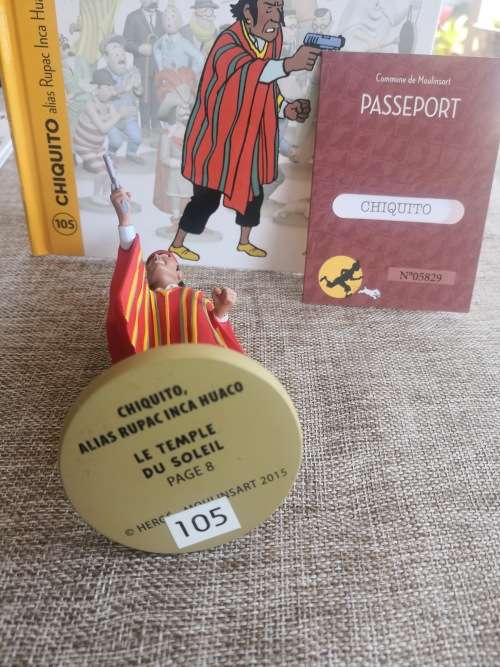 105 CHIQUITO alias Rupac Inca Hu
Commune de Moulinsart
PASSEPORT
CHIQUITO
N°05829
CHIQUITO,
ALIAS RUPAC INCA HUACO
LE TEMPLE
DU SOLEIL
PAGE 8
© HERGÉ MOULINSART 2015
105